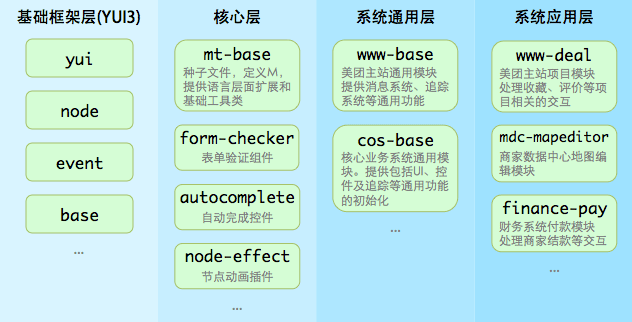 基础框架层(YUI3)
yui
node
event
base
...
核心层
mt-base
种子文件，定义M，
提供语言层面扩展和
基础工具类
form-checker
表单验证组件
autocomplete
自动完成控件
node-effect
节点动画插件
...
系统通用层
www-base
美团主站通用模块
提供消息系统、追踪
系统等通用功能
cos-base
核心业务系统通用模
块。提供包括UI、控
件及追踪等通用功能
的初始化
...
系统应用层
www-deal
美团主站项目模块
处理收藏、评价等项
目相关的交互
mdc-mapeditor
商家数据中心地图编
辑模块
finance-pay
财务系统付款模块
处理商家结款等交互
...